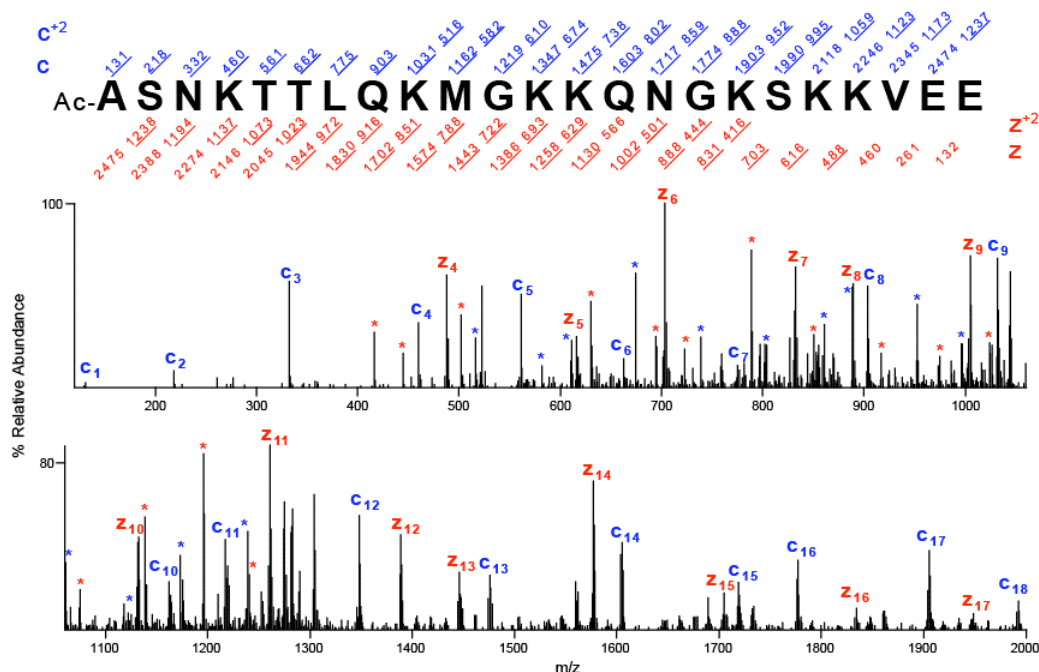 C+2 516 582 610 674 738 802 859 888 952 995 1059 1123 1173 1237
C 131 218 332 460 561 662 775 903 1031 1162 1219 1347 1475 1603 1717 1774 1903 1990 2118 2246 2345 2474
Ac-A S N K T T L Q K M G K K Q N G K S K K V E E
1238 1194 1137 1073 1023 972 916 851 788 722 693 629 566 501 444 416 Z+2
2475 2388 2274 2146 2045 1944 1830 1702 1574 1443 1386 1258 1130 1002 888 831 703 616 488 460 261 132 Z
100
z6
* z7 z9 c9
c3 z4 * c5 * * z8 c8 *
* * c4 * * z5 * c6 * * * c7 * * * * * * *
c1 c2
200 300 400 500 600 700 800 900 1000
% Relative Abundance
80
* z11 z14
z10 * * c12 z12 c14 c16 c17
* * c10 * c11 * z13 c13 z15 c15 z16 z17 c18
* * *
1100 1200 1300 1400 1500 1600 1700 1800 1900 2000
m/z